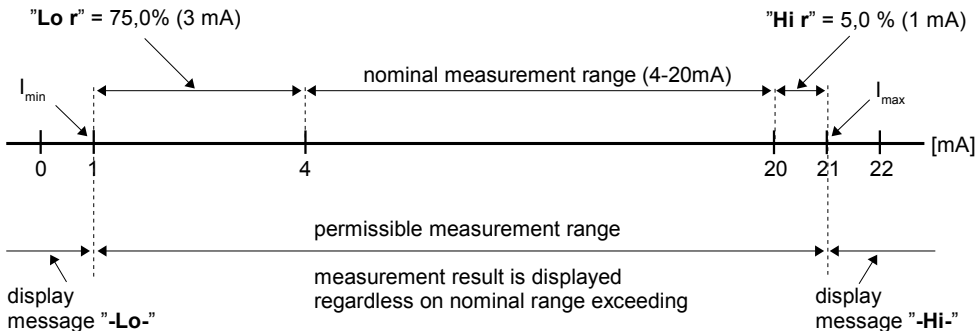 "Lo r" = 75,0% (3 mA)
"Hi r" = 5,0 % (1 mA)
nominal measurement range (4-20mA)
Imin
Imax
[mA]
0 1 4 20 21 22
permissible measurement range
measurement result is displayed
regardless on nominal range exceeding
display
message "-Lo-"
display
message "-Hi-"